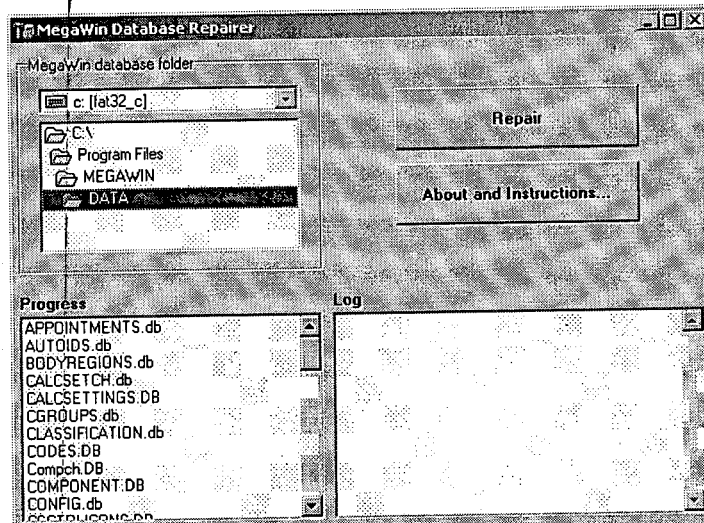 MegaWin Database Repairer
MegaWin database folder
c: [fat32_c]
C:\
Program Files
MEGAWIN
DATA
Repair
About and Instructions...
Progress
Log
APPOINTMENTS.db
AUTOIDS.db
BODYREGIONS.db
CALCSETCH.db
CALCSETTINGS.DB
CGROUPS.db
CLASSIFICATION.db
CODES.DB
Compch.DB
COMPONENT.DB
CONFIG.db